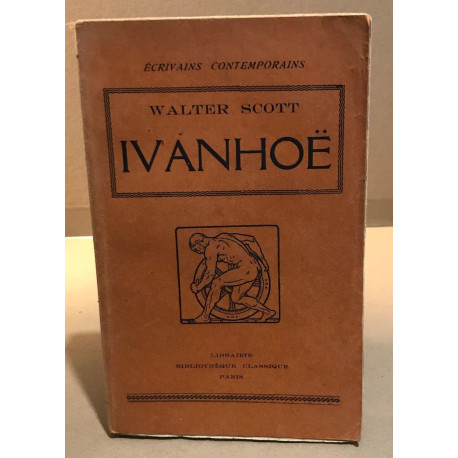 ÉCRIVAINS CONTEMPORAINS
WALTER SCOTT
IVANHOË
LIBRAIRIE
BIBLIOTHÈQUE CLASSIQUE
PARIS